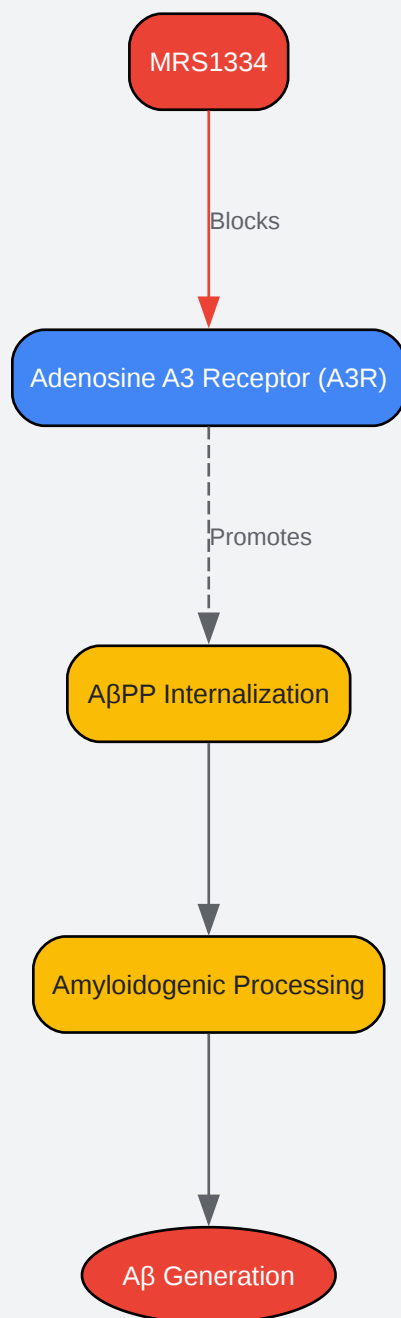 MRS1334
Blocks
Adenosine A3 Receptor (A3R)
Promotes
AβPP Internalization
Amyloidogenic Processing
Aβ Generation